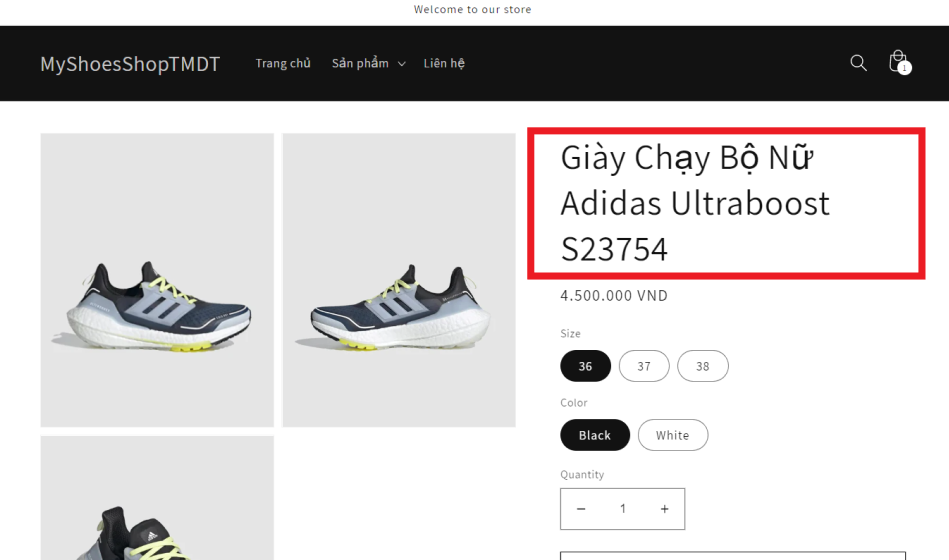 Welcome to our store
MyShoesShopTMDT
Trang chủ
Sản phẩm
Liên hệ
1
Giày Chạy Bộ Nữ
Adidas Ultraboost
S23754
4.500.000 VND
Size
36
37
38
Color
Black
White
Quantity
− 1 +